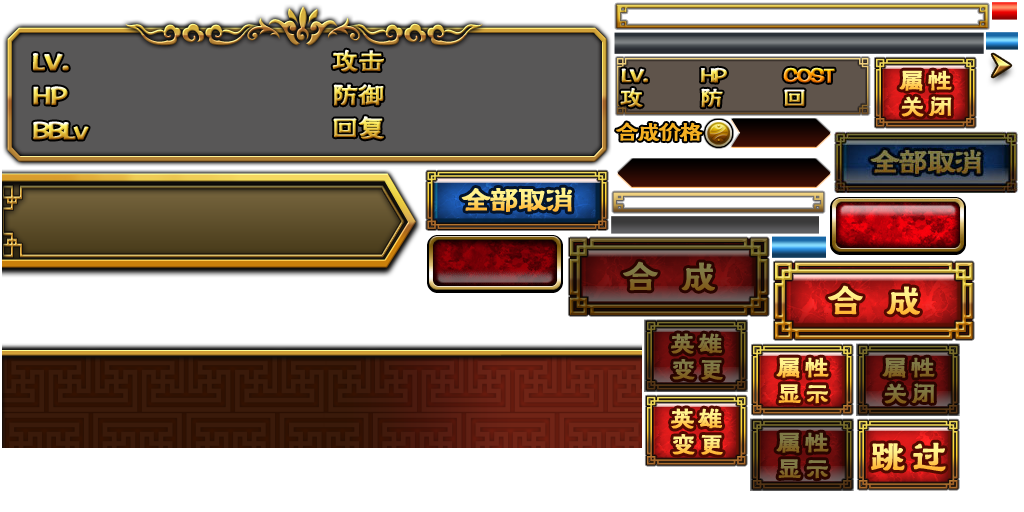 LV.
攻击
HP
防御
BBLv
回复
LV.
HP
COST
攻
防
回
属性
关闭
合成价格
全部取消
全部取消
合成
合成
英雄
变更
属性
显示
属性
关闭
英雄
变更
属性
显示
跳过